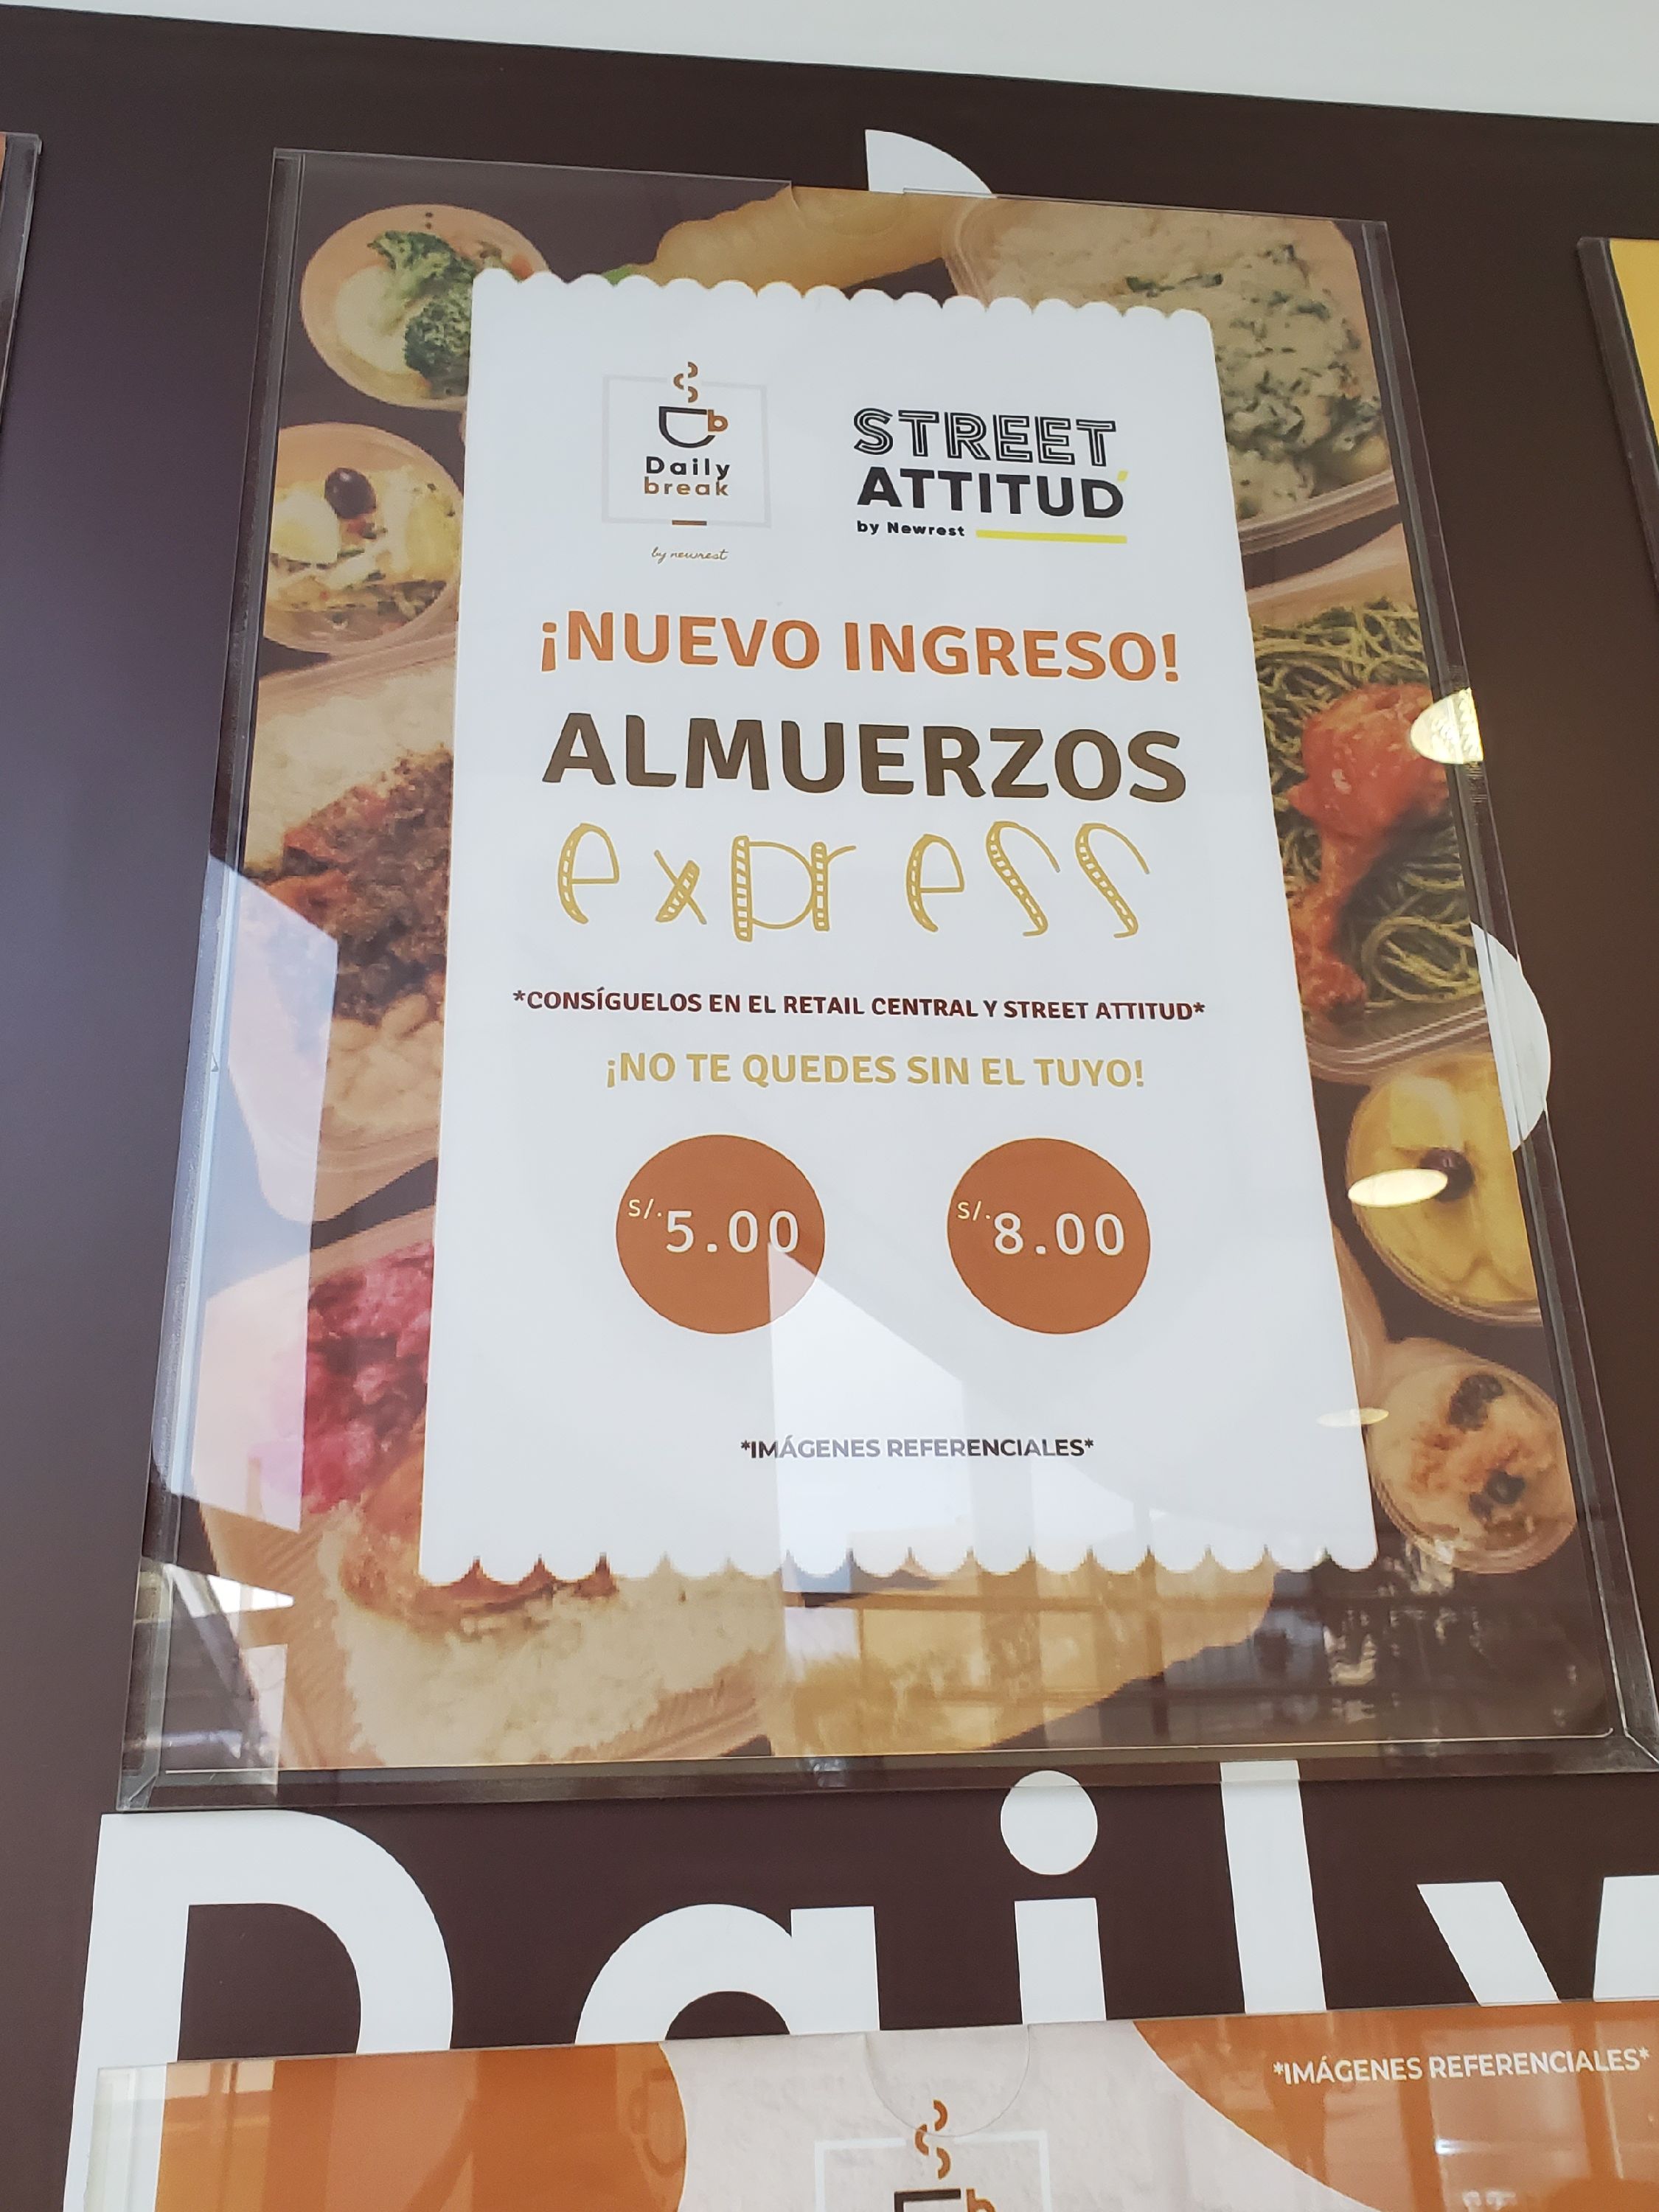 Daily
break
by newrest
STREET
ATTITUD'
by Newrest
¡NUEVO INGRESO!
ALMUERZOS
express
*CONSÍGUELOS EN EL RETAIL CENTRAL Y STREET ATTITUD*
¡NO TE QUEDES SIN EL TUYO!
S/.5.00
S/.8.00
*IMÁGENES REFERENCIALES*
Daily
*IMÁGENES REFERENCIALES*